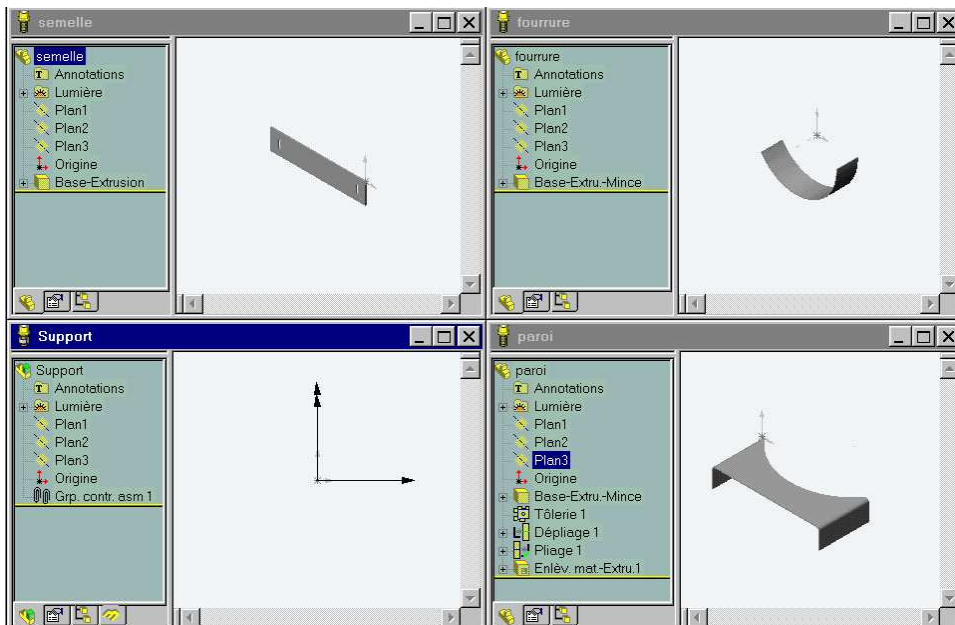 semelle
semelle
Annotations
Lumière
Plan1
Plan2
Plan3
Origine
Base-Extrusion
fourrure
fourrure
Annotations
Lumière
Plan1
Plan2
Plan3
Origine
Base-Extru.-Mince
Support
Support
Annotations
Lumière
Plan1
Plan2
Plan3
Origine
Grp. contr. asm 1
paroi
paroi
Annotations
Lumière
Plan1
Plan2
Plan3
Origine
Base-Extru.-Mince
Tôlerie 1
Dépliage 1
Pliage 1
Enlèv. mat.-Extru.1